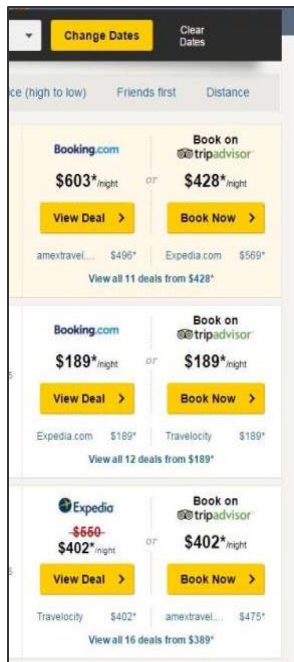 Change Dates
Clear
Dates
ce (high to low) Friends first Distance
Booking.com
$603*/night
View Deal >
or
Book on
tripadvisor
$428*/night
Book Now >
amextravel.... $496* Expedia.com $569*
View all 11 deals from $428*
Booking.com
$189*/night
View Deal >
or
Book on
tripadvisor
$189*/night
Book Now >
Expedia.com $189* Travelocity $189*
View all 12 deals from $189*
Expedia
$550
$402*/night
View Deal >
or
Book on
tripadvisor
$402*/night
Book Now >
Travelocity $402* amextravel.... $475*
View all 16 deals from $389*